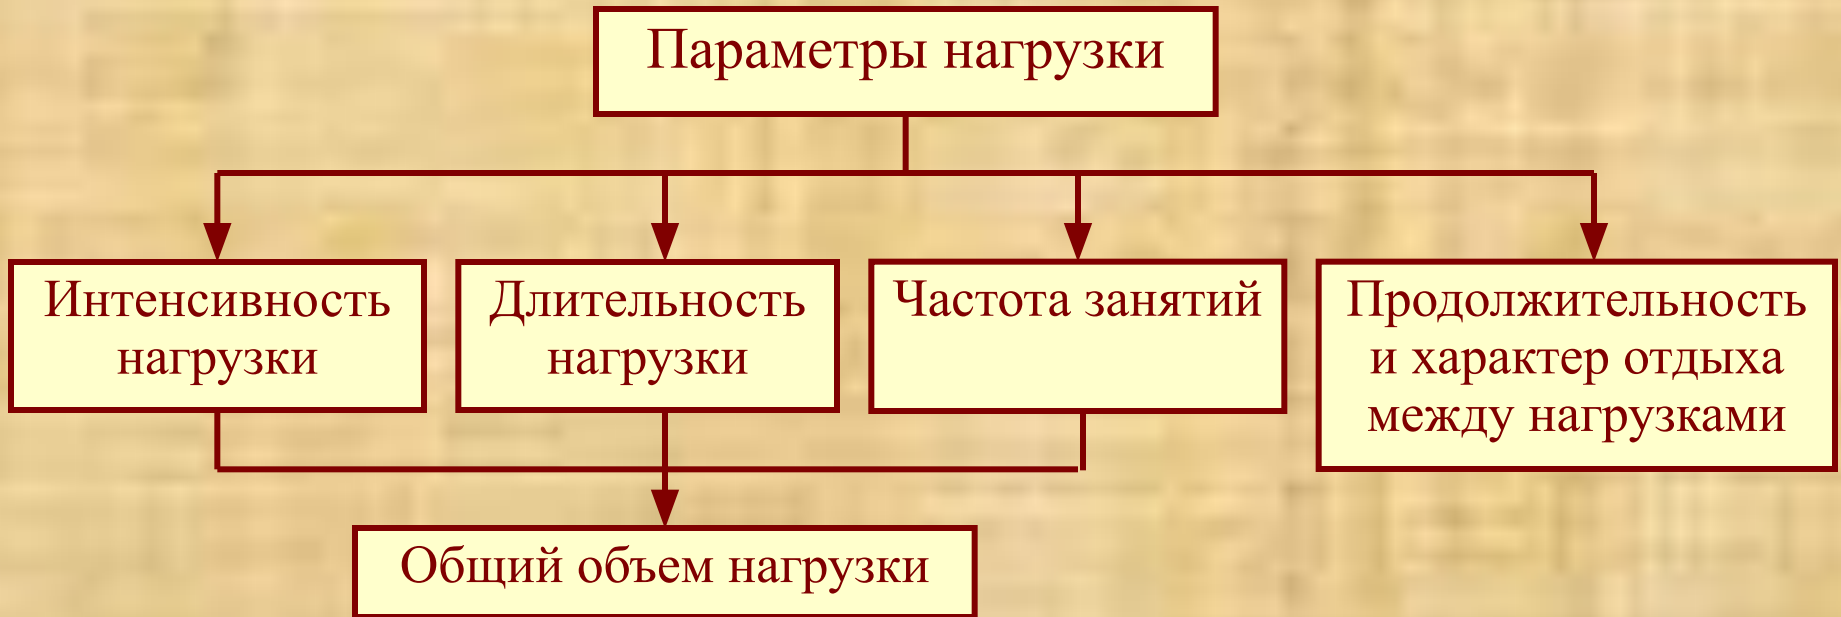 Параметры нагрузки
Интенсивность
нагрузки
Длительность
нагрузки
Частота занятий
Продолжительность
и характер отдыха
между нагрузками
Общий объем нагрузки